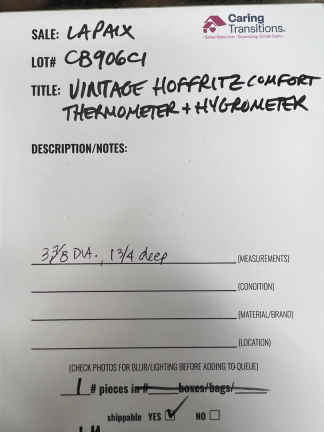 Caring
Transitions.
SALE: LAPAIX
LOT# CB906C1
TITLE: VINTAGE HOFFRITZ COMFORT
THERMOMETER + HYGROMETER
DESCRIPTION/NOTES:
3 3/8 DIA., 1 3/4 deep (MEASUREMENTS)
(CONDITION)
(MATERIAL/BRAND)
(LOCATION)
(CHECK PHOTOS FOR BLUR/LIGHTING BEFORE ADDING TO QUEUE)
1 # pieces in # boxes/bags/
shippable YES ☑ NO ☐